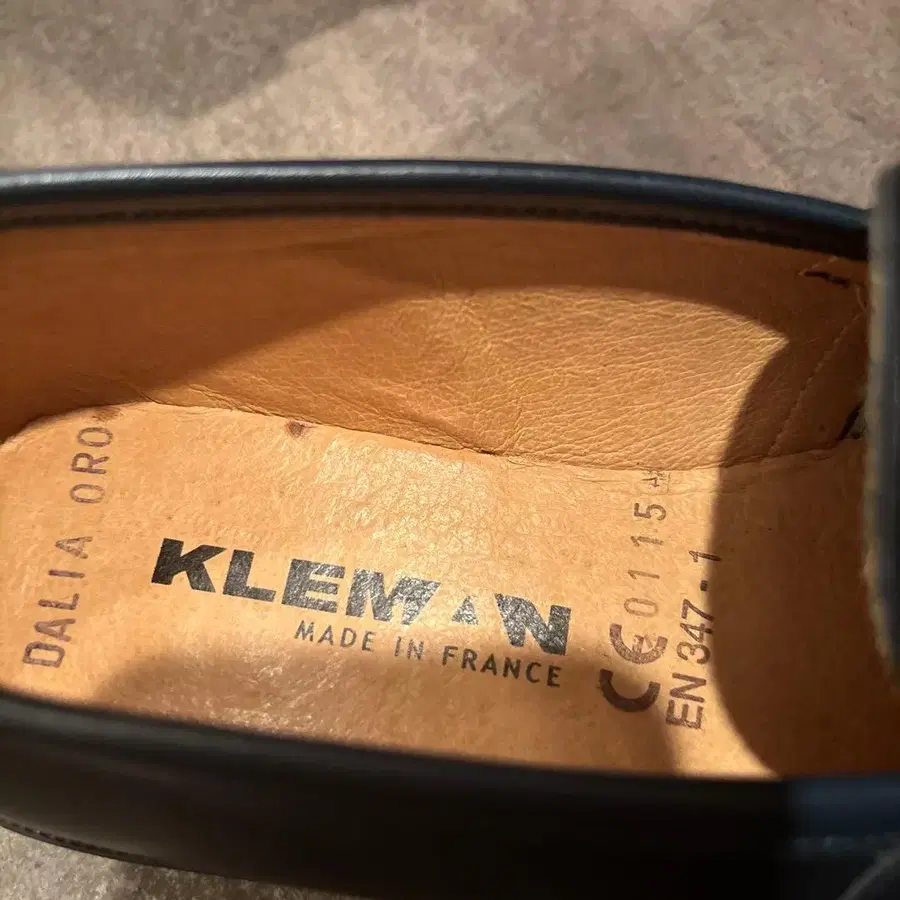 DALIA ORO
KLEMAN
MADE IN FRANCE
CE 0115
EN 347-1